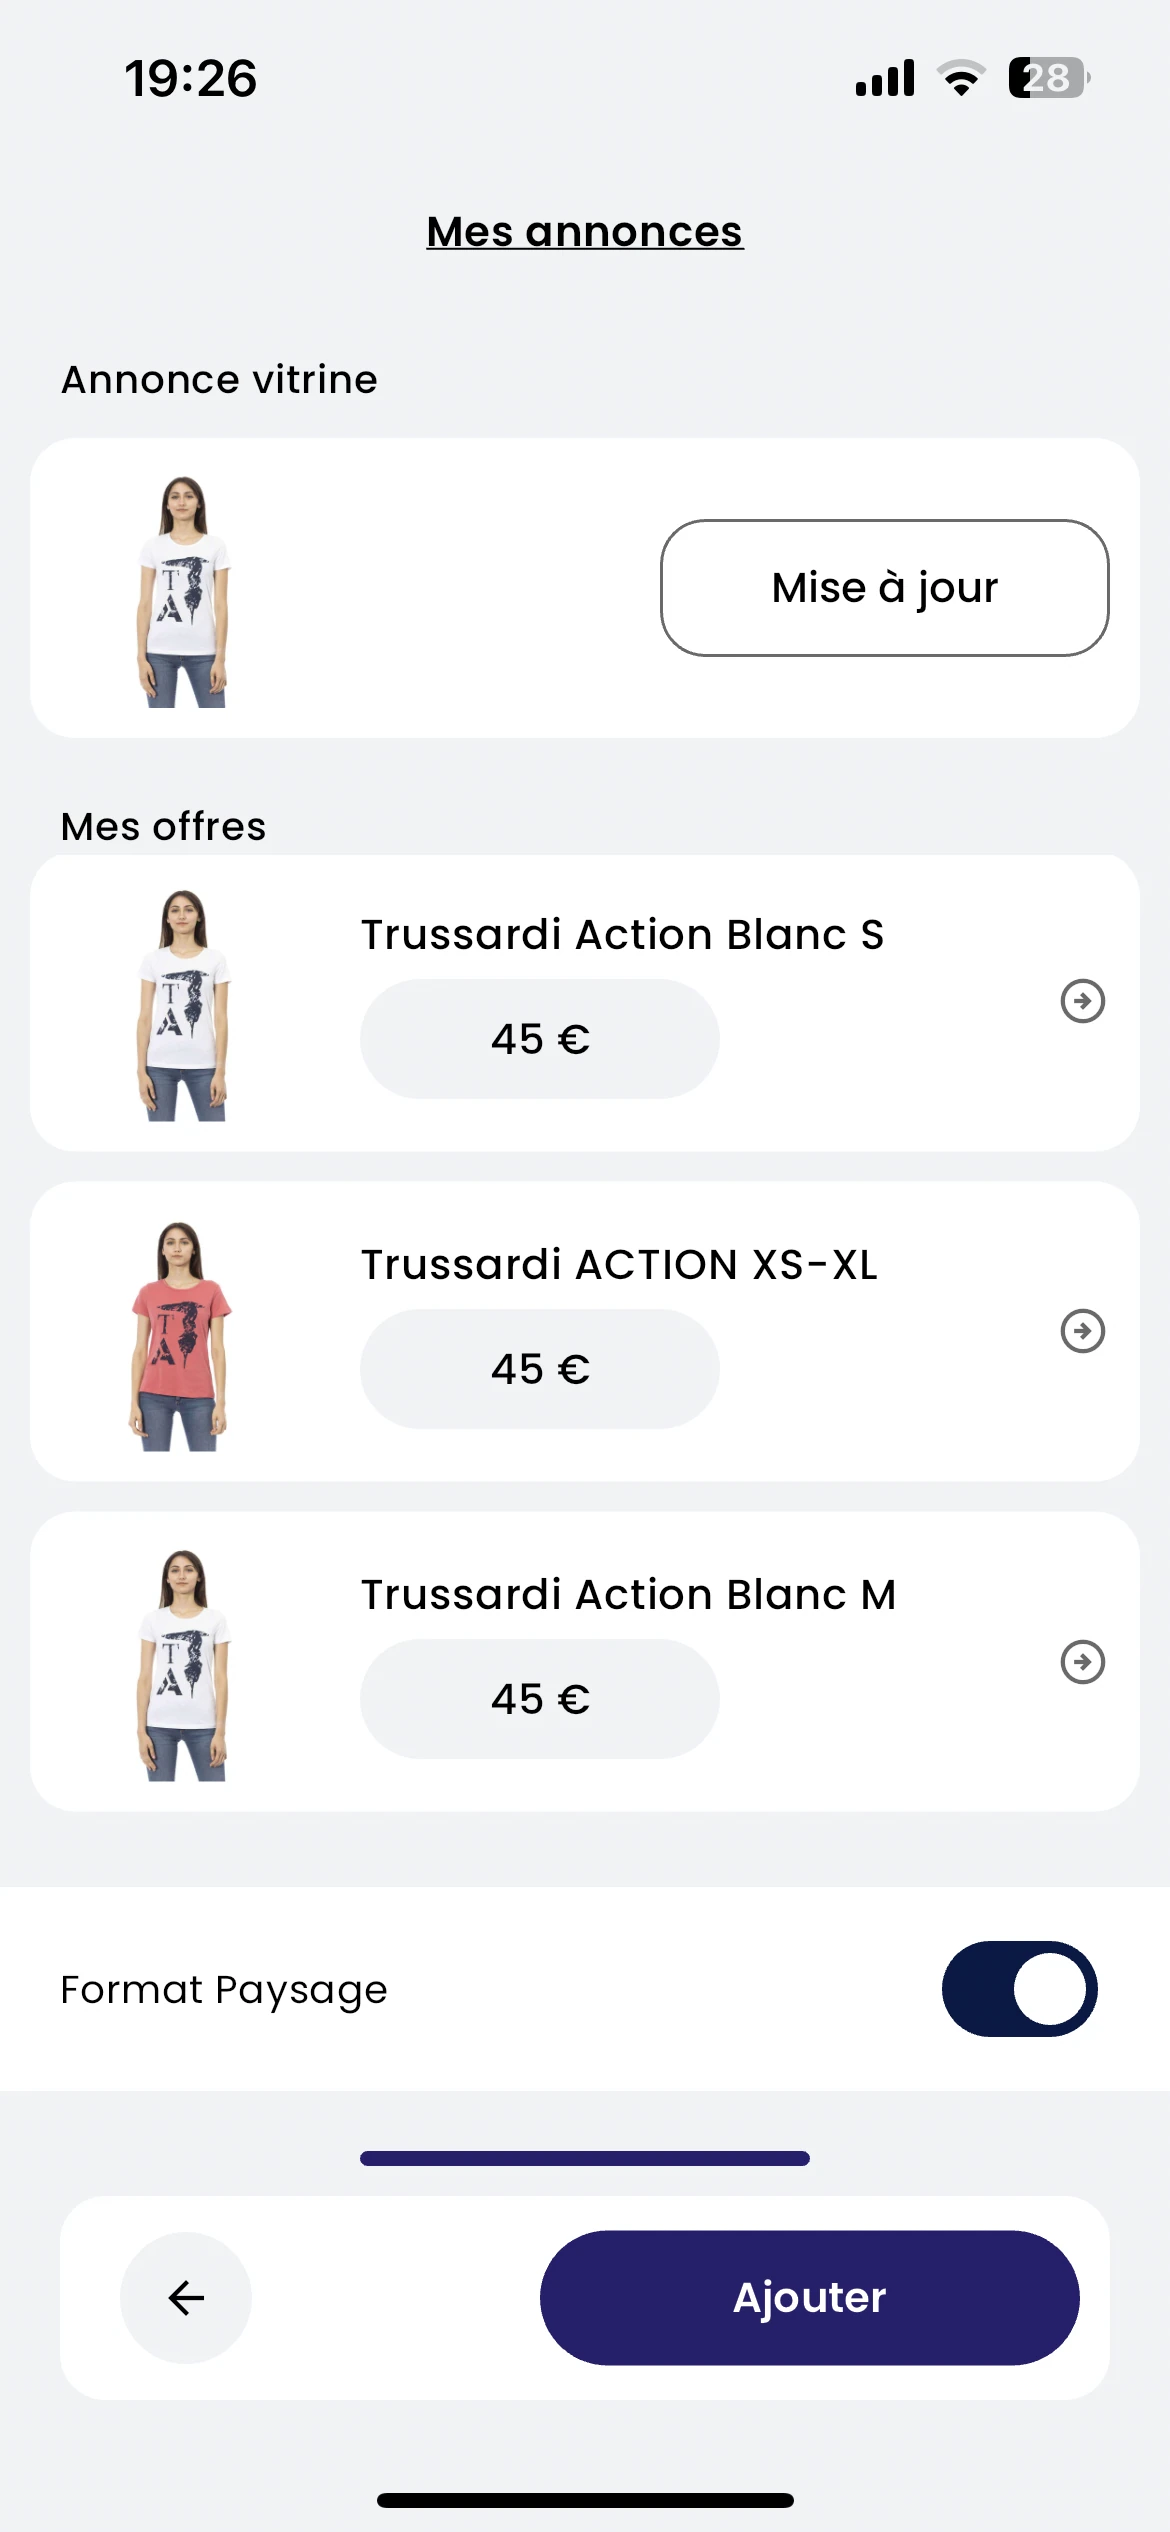 19:26
28
Mes annonces
Annonce vitrine
T
A
Mise à jour
Mes offres
T
A
Trussardi Action Blanc S
45 €
T
A
Trussardi ACTION XS-XL
45 €
T
A
Trussardi Action Blanc M
45 €
Format Paysage
Ajouter